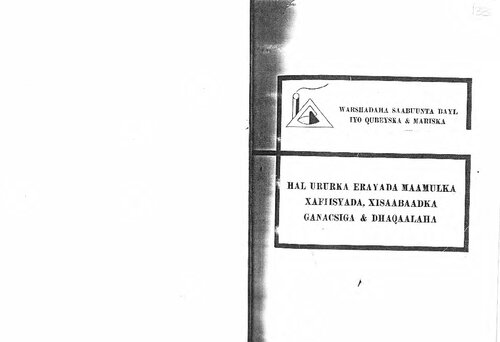 WARSHADAHA SAABUUNTA BAYL
IYO QUBEYSKA & MARISKA
HAL URURKA ERAYADA MAAMULKA
XAFIISYADA, XISAABAADKA
GANACSIGA & DHAQAALAHA